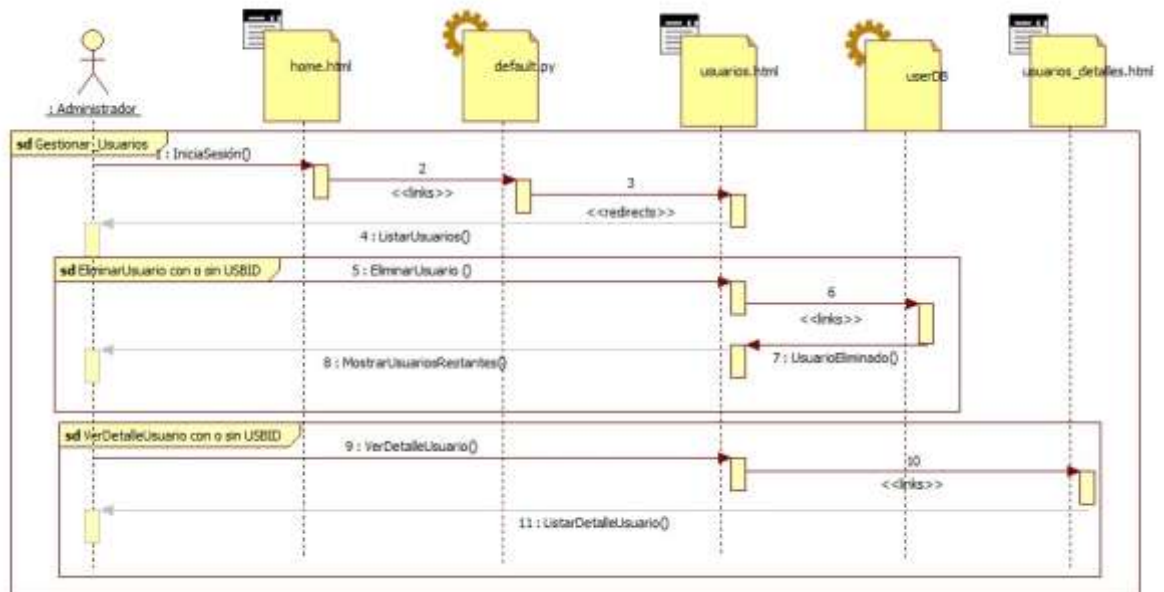 home.html
default.py
usuarios.html
userDB
usuarios_detalles.html
: Administrador
sd Gestionar_Usuarios
1 : IniciaSesión()
2
<<links>>
3
<<redirects>>
4 : ListarUsuarios()
sd EliminarUsuario con o sin USBID
5 : EliminarUsuario ()
6
<<links>>
7 : UsuarioEliminado()
8 : MostrarUsuariosRestantes()
sd VerDetalleUsuario con o sin USBID
9 : VerDetalleUsuario()
10
<<links>>
11 : ListarDetalleUsuario()